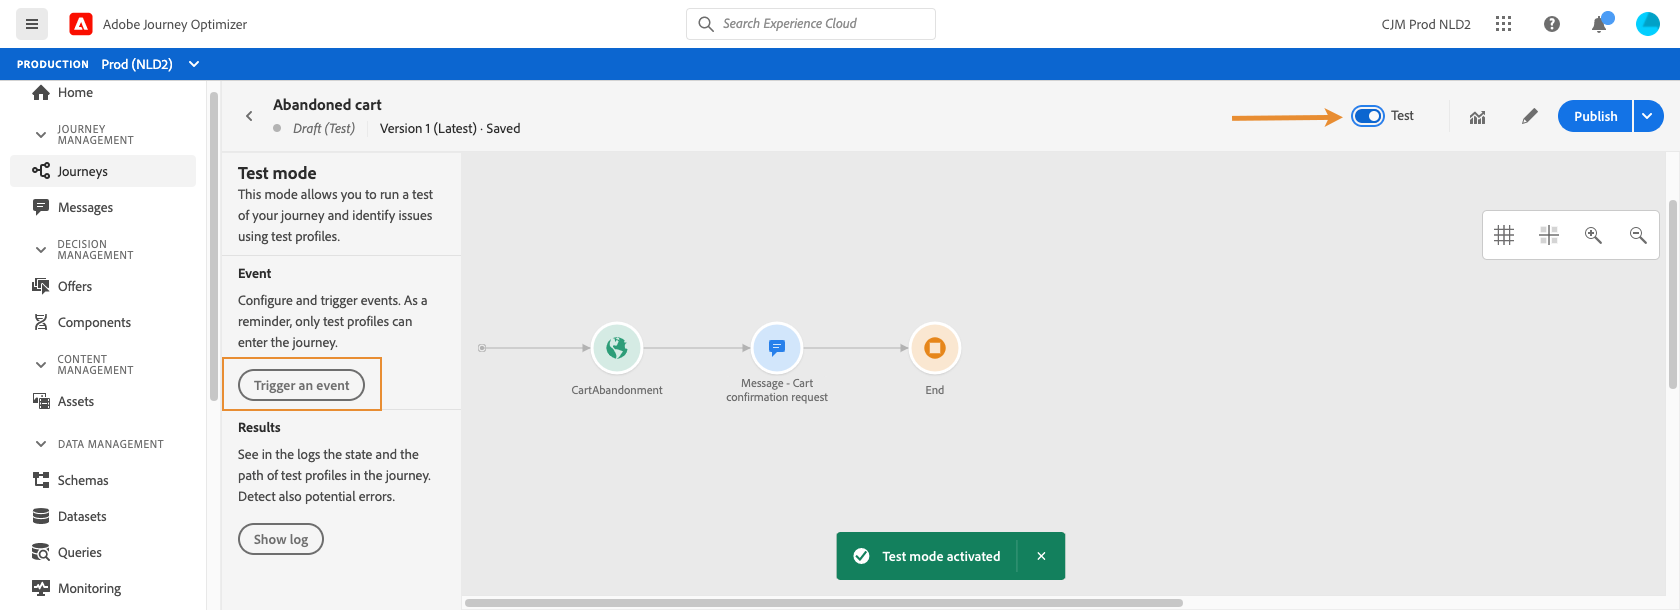 Adobe Journey Optimizer
Search Experience Cloud
CJM Prod NLD2
PRODUCTION Prod (NLD2)
Home
JOURNEY
MANAGEMENT
Journeys
Messages
DECISION
MANAGEMENT
Offers
Components
CONTENT
MANAGEMENT
Assets
DATA MANAGEMENT
Schemas
Datasets
Queries
Monitoring
Abandoned cart
Draft (Test)
Version 1 (Latest) · Saved
Test
Publish
Test mode
This mode allows you to run a test
of your journey and identify issues
using test profiles.
Event
Configure and trigger events. As a
reminder, only test profiles can
enter the journey.
Trigger an event
Results
See in the logs the state and the
path of test profiles in the journey.
Detect also potential errors.
Show log
CartAbandonment
Message - Cart
confirmation request
End
Test mode activated